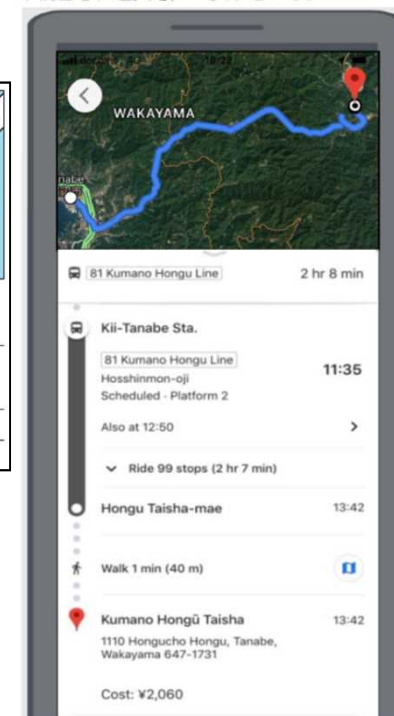 18:22
WAKAYAMA
81 Kumano Hongu Line 2 hr 8 min
Kii-Tanabe Sta.
81 Kumano Hongu Line 11:35
Hosshinmon-oji
Scheduled · Platform 2
Also at 12:50
Ride 99 stops (2 hr 7 min)
Hongu Taisha-mae 13:42
Walk 1 min (40 m)
Kumano Hongū Taisha 13:42
1110 Hongucho Hongu, Tanabe,
Wakayama 647-1731
Cost: ¥2,060